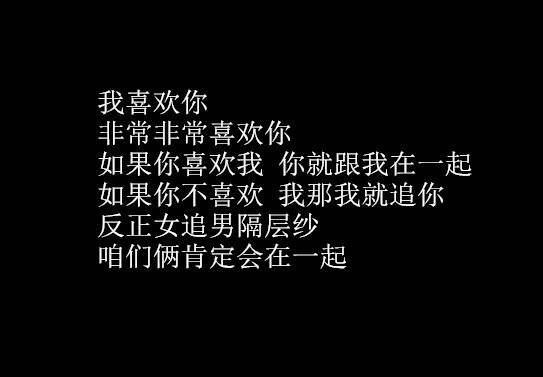 我喜欢你
非常非常喜欢你
如果你喜欢我 你就跟我在一起
如果你不喜欢 我那我就追你
反正女追男隔层纱
咱们俩肯定会在一起